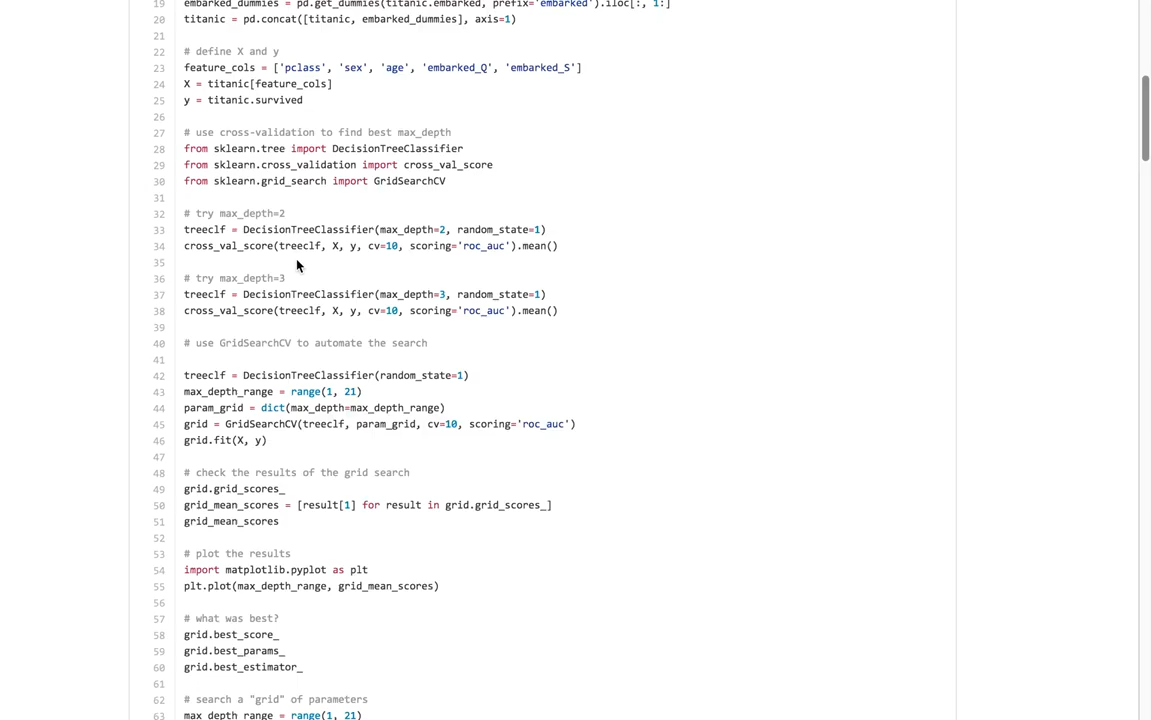 19 embarked_dummies = pd.get_dummies(titanic.embarked, prefix='embarked').iloc[:, 1:]
20 titanic = pd.concat([titanic, embarked_dummies], axis=1)
21
22 # define X and y
23 feature_cols = ['pclass', 'sex', 'age', 'embarked_Q', 'embarked_S']
24 X = titanic[feature_cols]
25 y = titanic.survived
26
27 # use cross-validation to find best max_depth
28 from sklearn.tree import DecisionTreeClassifier
29 from sklearn.cross_validation import cross_val_score
30 from sklearn.grid_search import GridSearchCV
31
32 # try max_depth=2
33 treeclf = DecisionTreeClassifier(max_depth=2, random_state=1)
34 cross_val_score(treeclf, X, y, cv=10, scoring='roc_auc').mean()
35
36 # try max_depth=3
37 treeclf = DecisionTreeClassifier(max_depth=3, random_state=1)
38 cross_val_score(treeclf, X, y, cv=10, scoring='roc_auc').mean()
39
40 # use GridSearchCV to automate the search
41
42 treeclf = DecisionTreeClassifier(random_state=1)
43 max_depth_range = range(1, 21)
44 param_grid = dict(max_depth=max_depth_range)
45 grid = GridSearchCV(treeclf, param_grid, cv=10, scoring='roc_auc')
46 grid.fit(X, y)
47
48 # check the results of the grid search
49 grid.grid_scores_
50 grid_mean_scores = [result[1] for result in grid.grid_scores_]
51 grid_mean_scores
52
53 # plot the results
54 import matplotlib.pyplot as plt
55 plt.plot(max_depth_range, grid_mean_scores)
56
57 # what was best?
58 grid.best_score_
59 grid.best_params_
60 grid.best_estimator_
61
62 # search a "grid" of parameters
63 max_depth_range = range(1, 21)